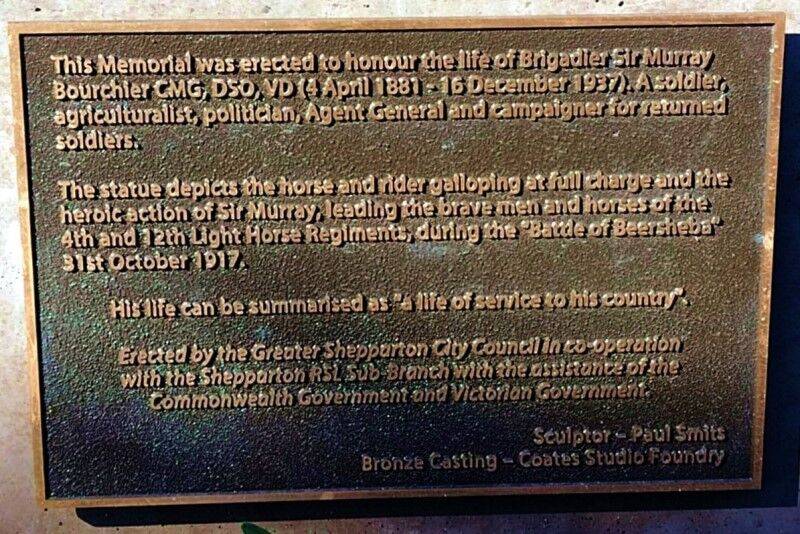 This Memorial was erected to honour the life of Brigadier Sir Murray
Bourchier CMG, DSO, VD (4 April 1881 - 16 December 1937). A soldier,
agriculturalist, politician, Agent General and campaigner for returned
soldiers.
The statue depicts the horse and rider galloping at full charge and the
heroic action of Sir Murray, leading the brave men and horses of the
4th and 12th Light Horse Regiments, during the "Battle of Beersheba"
31st October 1917.
His life can be summarised as "a life of service to his country".
Erected by the Greater Shepparton City Council in co-operation
with the Shepparton RSL Sub-Branch with the assistance of the
Commonwealth Government and Victorian Government.
Sculptor – Paul Smits
Bronze Casting – Coates Studio Foundry